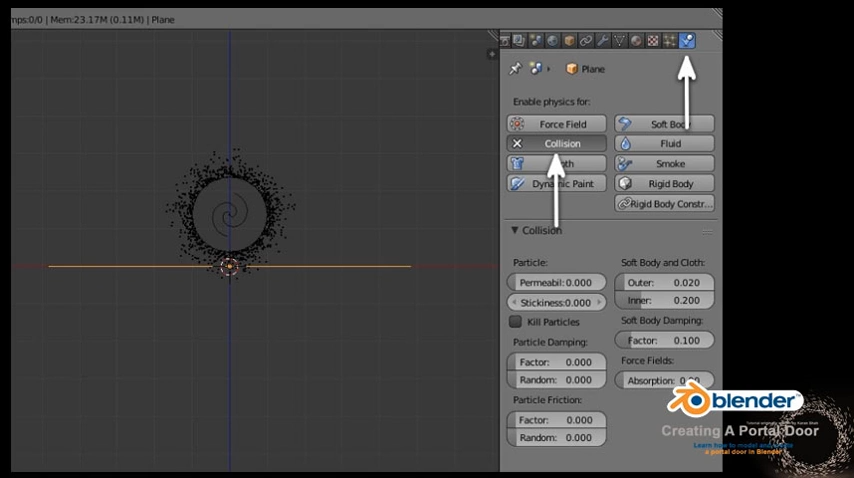 mps:0/0 | Mem:23.17M (0.11M) | Plane
Plane
Enable physics for:
Force Field
Soft Body
Collision
Fluid
Smoke
Dynamic Paint
Rigid Body
Rigid Body Constr...
Collision
Particle:
Soft Body and Cloth:
Permeabil:0.000
Outer: 0.020
Stickiness:0.000
Inner: 0.200
Kill Particles
Soft Body Damping:
Particle Damping:
Factor: 0.100
Factor: 0.000
Force Fields:
Random: 0.000
Absorption:
Particle Friction:
Factor: 0.000
Random: 0.000
blender
Creating A Portal Door
Learn how to model and
a portal door in Blender